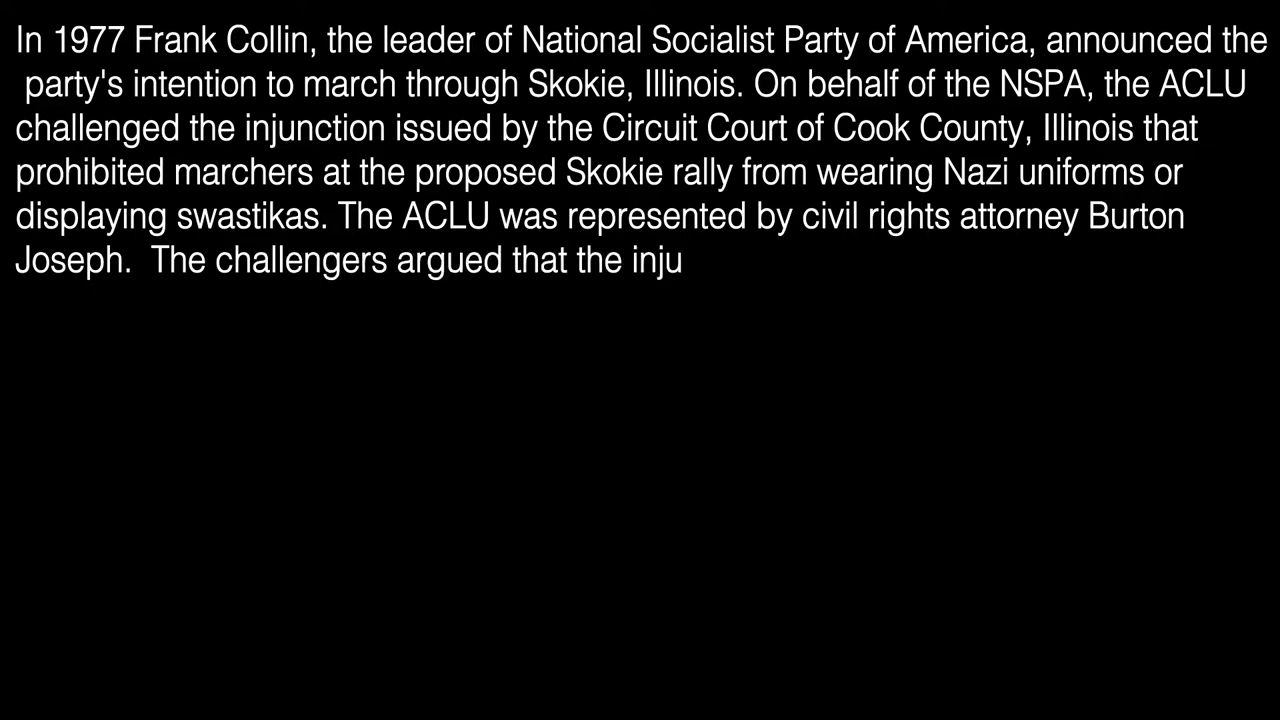 In 1977 Frank Collin, the leader of National Socialist Party of America, announced the
party's intention to march through Skokie, Illinois. On behalf of the NSPA, the ACLU
challenged the injunction issued by the Circuit Court of Cook County, Illinois that
prohibited marchers at the proposed Skokie rally from wearing Nazi uniforms or
displaying swastikas. The ACLU was represented by civil rights attorney Burton
Joseph.  The challengers argued that the inju